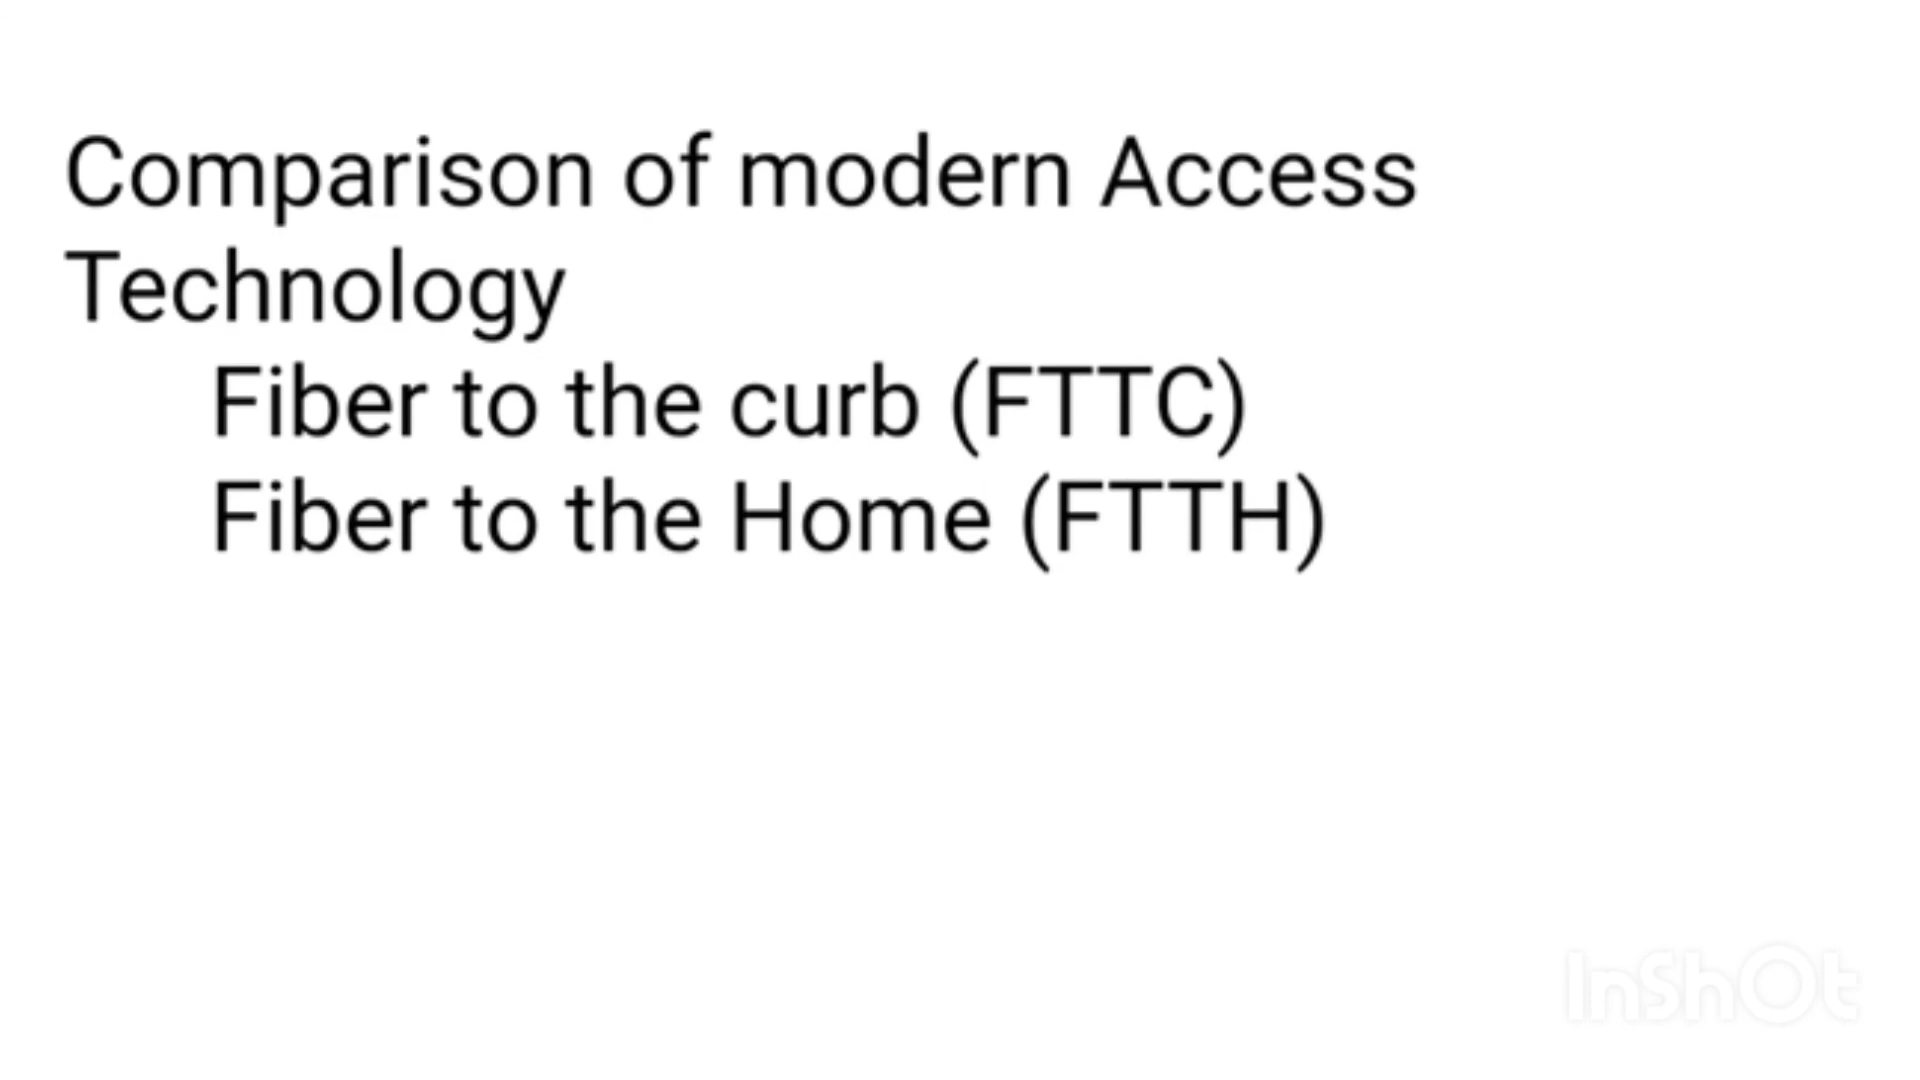 Comparison of modern Access
Technology
Fiber to the curb (FTTC)
Fiber to the Home (FTTH)
InShOt